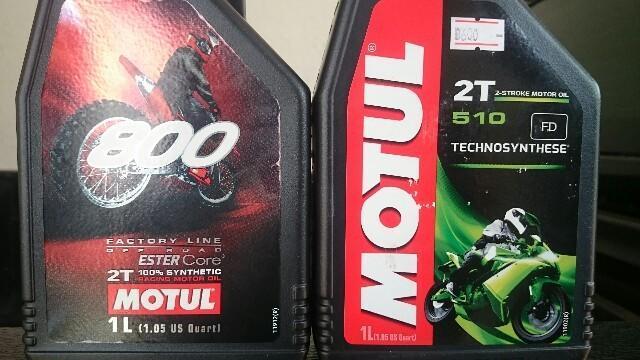 800
FACTORY LINE
OFF ROAD
ESTER Core®
2T 100% SYNTHETIC
RACING MOTOR OIL
MOTUL
1L (1.05 US Quart)
MOTUL®
฿600 -
2T 2-STROKE MOTOR OIL
510
FD
TECHNOSYNTHESE®
1L (1.05 US Quart)